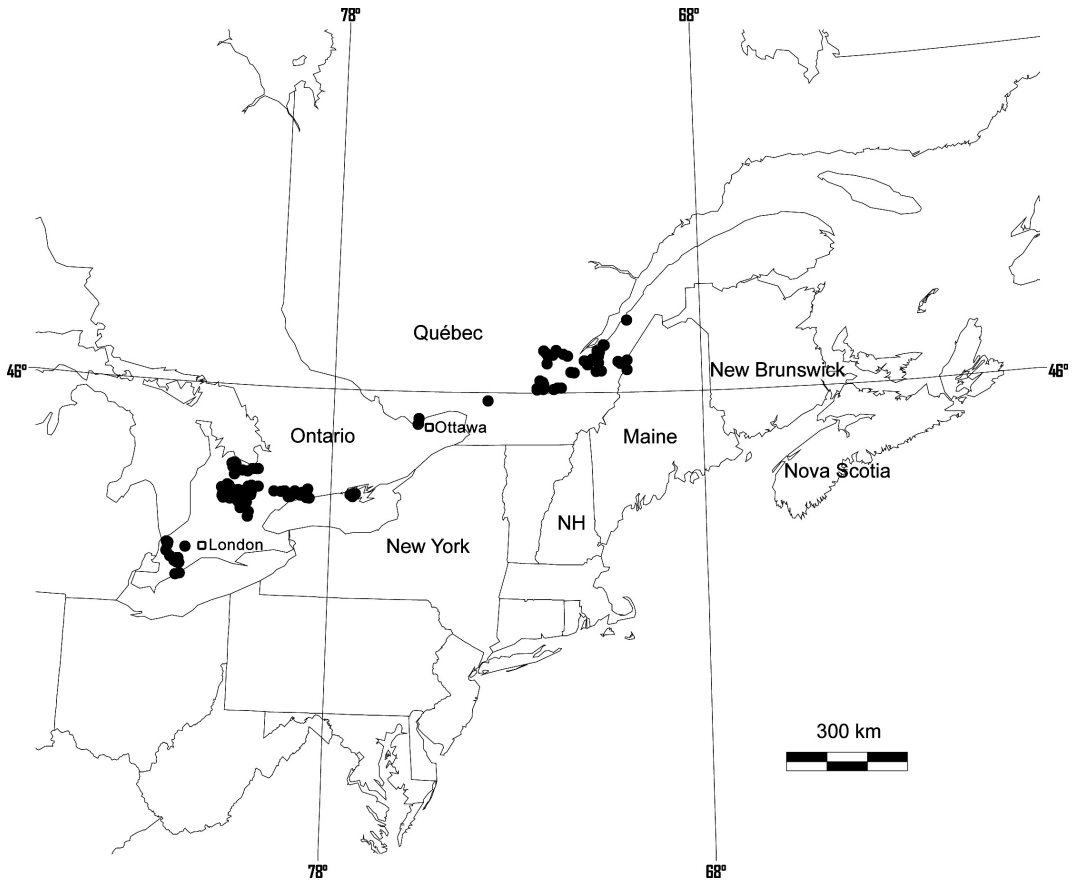 78°
68°
Québec
46°
46°
New Brunswick
Ottawa
Ontario
Maine
Nova Scotia
NH
London
New York
300 km
78°
68°